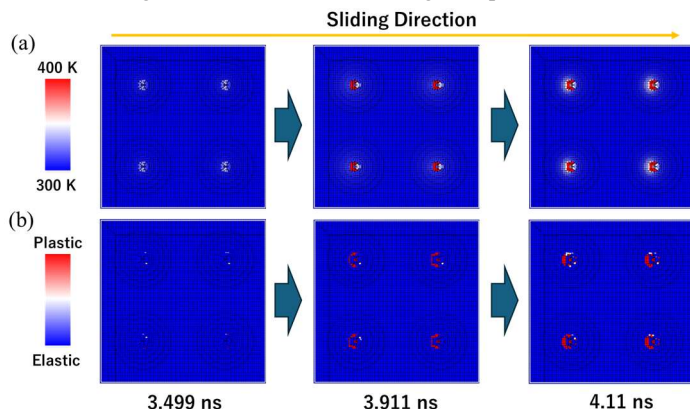 Sliding Direction
(a)
400 K
300 K
(b)
Plastic
Elastic
3.499 ns
3.911 ns
4.11 ns